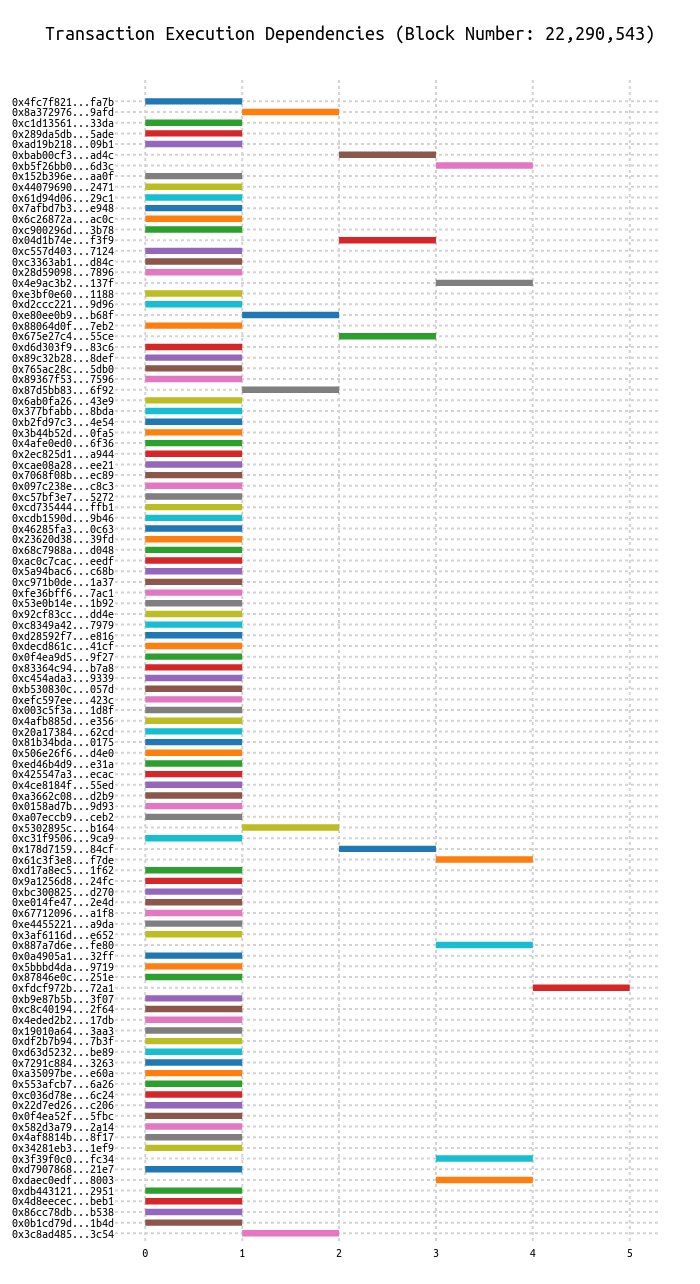 Transaction Execution Dependencies (Block Number: 22,290,543)
0x4fc7f821...fa7b
0x8a372976...9afd
0xc1d13561...33da
0x289da5db...5ade
0xad19b218...09b1
0xbab00cf3...ad4c
0xb5f26bb0...6d3c
0x152b396e...aa0f
0x44079690...2471
0x61d94d06...29c1
0x7afbd7b3...e948
0x6c26872a...ac0c
0xc900296d...3b78
0x04d1b74e...f3f9
0xc557d403...7124
0xc3363ab1...d84c
0x28d59098...7896
0x4e9ac3b2...137f
0xe3bf0e60...1188
0xd2ccc221...9d96
0xe80ee0b9...b68f
0x88064d0f...7eb2
0x675e27c4...55ce
0xd6d303f9...83c6
0x89c32b28...8def
0x765ac28c...5db0
0x89367f53...7596
0x87d5bb83...6f92
0x6ab0fa26...43e9
0x377bfabb...8bda
0xb2fd97c3...4e54
0x3b44b52d...0fa5
0x4afe0ed0...6f36
0x2ec825d1...a944
0xcae08a28...ee21
0x7068f08b...ec89
0x097c238e...c8c3
0xc57bf3e7...5272
0xcd735444...ffb1
0xcdb1590d...9b46
0x46285fa3...0c63
0x23620d38...39fd
0x68c7988a...d048
0xac0c7cac...eedf
0x5a94bac6...c68b
0xc971b0de...1a37
0xfe36bff6...7ac1
0x53e0b14e...1b92
0x92cf83cc...dd4e
0xc8349a42...7979
0xd28592f7...e816
0xdecd861c...41cf
0x0f4ea9d5...9f27
0x83364c94...b7a8
0xc454ada3...9339
0xb530830c...057d
0xefc597ee...423c
0x003c5f3a...1d8f
0x4afb885d...e356
0x20a17384...62cd
0x81b34bda...0175
0x506e26f6...d4e0
0xed46b4d9...e31a
0x425547a3...ecac
0x4ce8184f...55ed
0xa3662c08...d2b9
0x0158ad7b...9d93
0xa07eccb9...ceb2
0x5302895c...b164
0xc31f9506...9ca9
0x178d7159...84cf
0x61c3f3e8...f7de
0xd17a8ec5...1f62
0x9a1256d8...24fc
0xbc300825...d270
0xe014fe47...2e4d
0x67712096...a1f8
0xe4455221...a9da
0x3af6116d...e652
0x887a7d6e...fe80
0x0a4905a1...32ff
0x5bbbd4da...9719
0x87846e0c...251e
0xfdcf972b...72a1
0xb9e87b5b...3f07
0xc8c40194...2f64
0x4eded2b2...17db
0x19010a64...3aa3
0xdf2b7b94...7b3f
0xd63d5232...be89
0x7291c884...3263
0xa35097be...e60a
0x553afcb7...6a26
0xc036d78e...6c24
0x22d7ed26...c206
0x0f4ea52f...5fbc
0x582d3a79...2a14
0x4af8814b...8f17
0x34281eb3...1ef9
0x3f39f0c0...fc34
0xd7907868...21e7
0xdaec0edf...8003
0xdb443121...2951
0x4d8eecec...beb1
0x86cc78db...b538
0x0b1cd79d...1b4d
0x3c8ad485...3c54
0 1 2 3 4 5